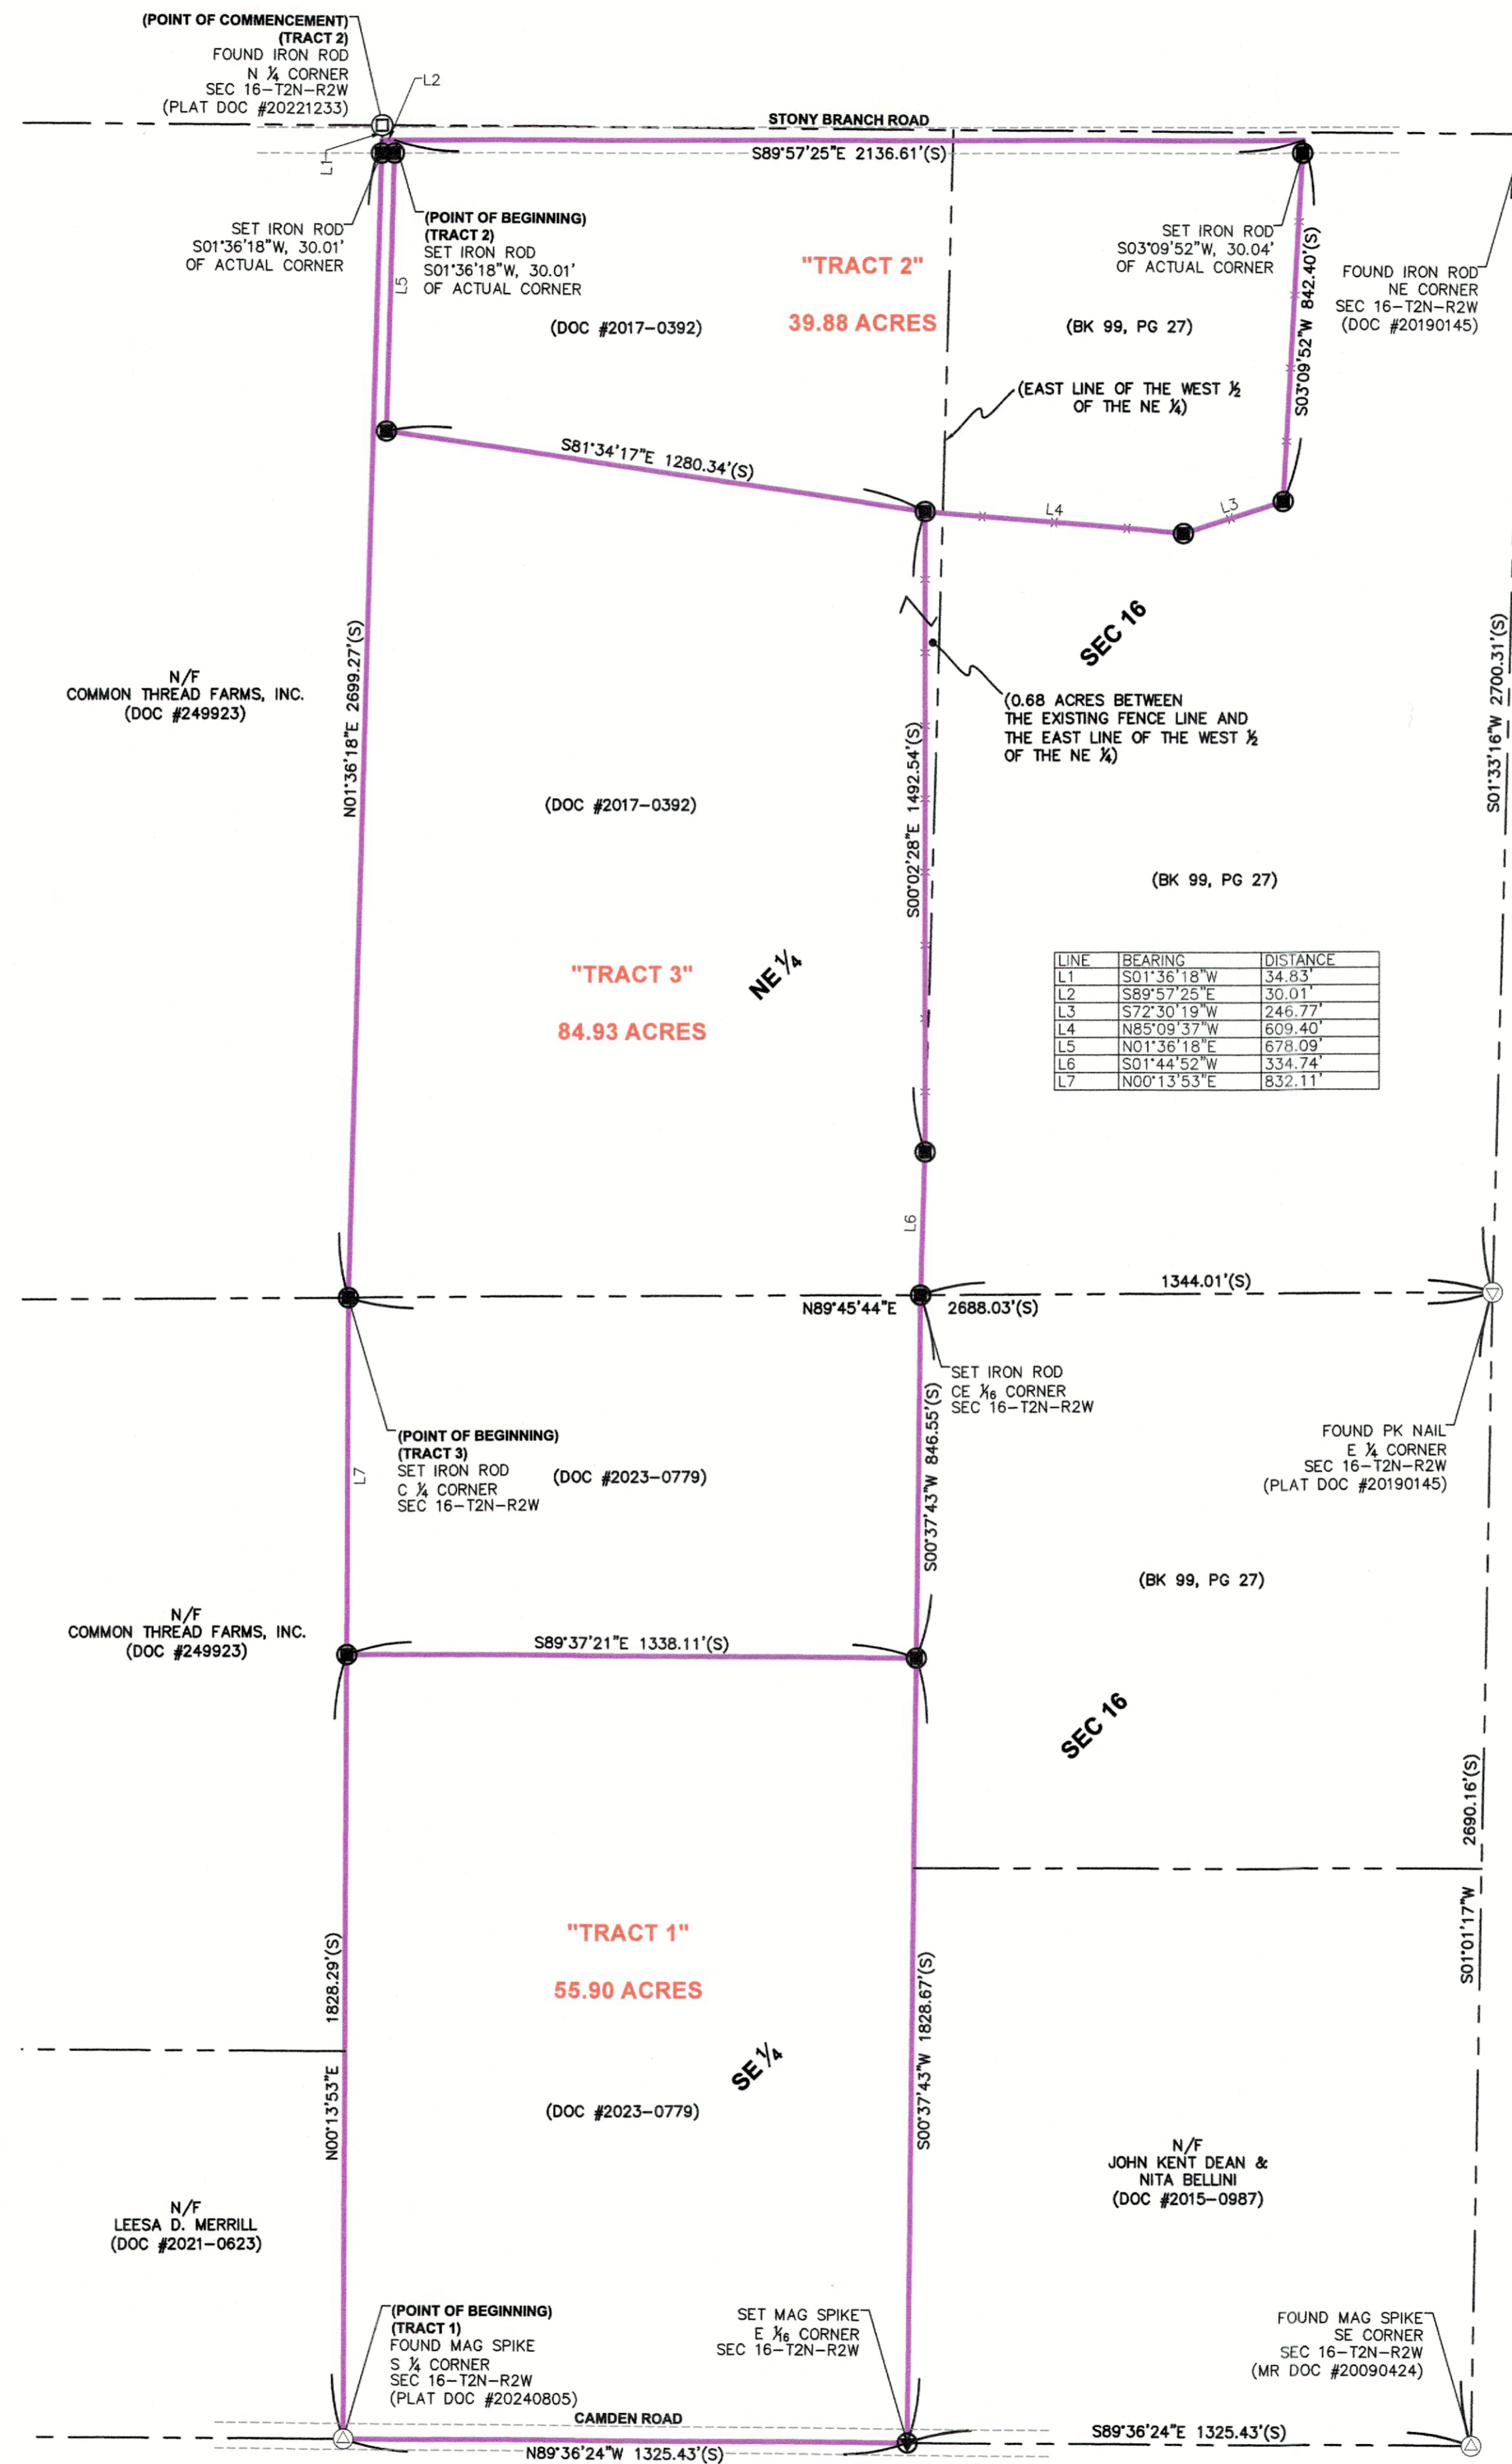 (POINT OF COMMENCEMENT)
(TRACT 2)
FOUND IRON ROD
N ¼ CORNER
SEC 16-T2N-R2W
(PLAT DOC #20221233)
L2
L1
STONY BRANCH ROAD
S89°57'25"E 2136.61'(S)
SET IRON ROD
S01°36'18"W, 30.01'
OF ACTUAL CORNER
(POINT OF BEGINNING)
(TRACT 2)
SET IRON ROD
S01°36'18"W, 30.01'
OF ACTUAL CORNER
L5
"TRACT 2"
39.88 ACRES
(DOC #2017-0392)
(BK 99, PG 27)
SET IRON ROD
S03°09'52"W, 30.04'
OF ACTUAL CORNER
S03°09'52"W 842.40'(S)
FOUND IRON ROD
NE CORNER
SEC 16-T2N-R2W
(DOC #20190145)
(EAST LINE OF THE WEST ½
OF THE NE ¼)
S81°34'17"E 1280.34'(S)
L4
L3
SEC 16
N/F
COMMON THREAD FARMS, INC.
(DOC #249923)
N01°36'18"E 2699.27'(S)
(0.68 ACRES BETWEEN
THE EXISTING FENCE LINE AND
THE EAST LINE OF THE WEST ½
OF THE NE ¼)
S01°33'16"W 2700.31'(S)
S00°02'28"E 1492.54'(S)
(DOC #2017-0392)
(BK 99, PG 27)
"TRACT 3"
84.93 ACRES
NE ¼
LINE BEARING DISTANCE
L1 S01°36'18"W 34.83'
L2 S89°57'25"E 30.01'
L3 S72°30'19"W 246.77'
L4 N85°09'37"W 609.40'
L5 N01°36'18"E 678.09'
L6 S01°44'52"W 334.74'
L7 N00°13'53"E 832.11'
L6
N89°45'44"E 2688.03'(S)
1344.01'(S)
SET IRON ROD
CE 1/16 CORNER
SEC 16-T2N-R2W
S00°37'43"W 846.55'(S)
(POINT OF BEGINNING)
(TRACT 3)
SET IRON ROD
C ¼ CORNER
SEC 16-T2N-R2W
L7
(DOC #2023-0779)
FOUND PK NAIL
E ¼ CORNER
SEC 16-T2N-R2W
(PLAT DOC #20190145)
(BK 99, PG 27)
N/F
COMMON THREAD FARMS, INC.
(DOC #249923)
S89°37'21"E 1338.11'(S)
SEC 16
S01°01'17"W 2690.16'(S)
"TRACT 1"
55.90 ACRES
N00°13'53"E 1828.29'(S)
S00°37'43"W 1828.67'(S)
SE ¼
(DOC #2023-0779)
N/F
JOHN KENT DEAN &
NITA BELLINI
(DOC #2015-0987)
N/F
LEESA D. MERRILL
(DOC #2021-0623)
(POINT OF BEGINNING)
(TRACT 1)
FOUND MAG SPIKE
S ¼ CORNER
SEC 16-T2N-R2W
(PLAT DOC #20240805)
SET MAG SPIKE
E 1/16 CORNER
SEC 16-T2N-R2W
FOUND MAG SPIKE
SE CORNER
SEC 16-T2N-R2W
(MR DOC #20090424)
CAMDEN ROAD
N89°36'24"W 1325.43'(S)
S89°36'24"E 1325.43'(S)